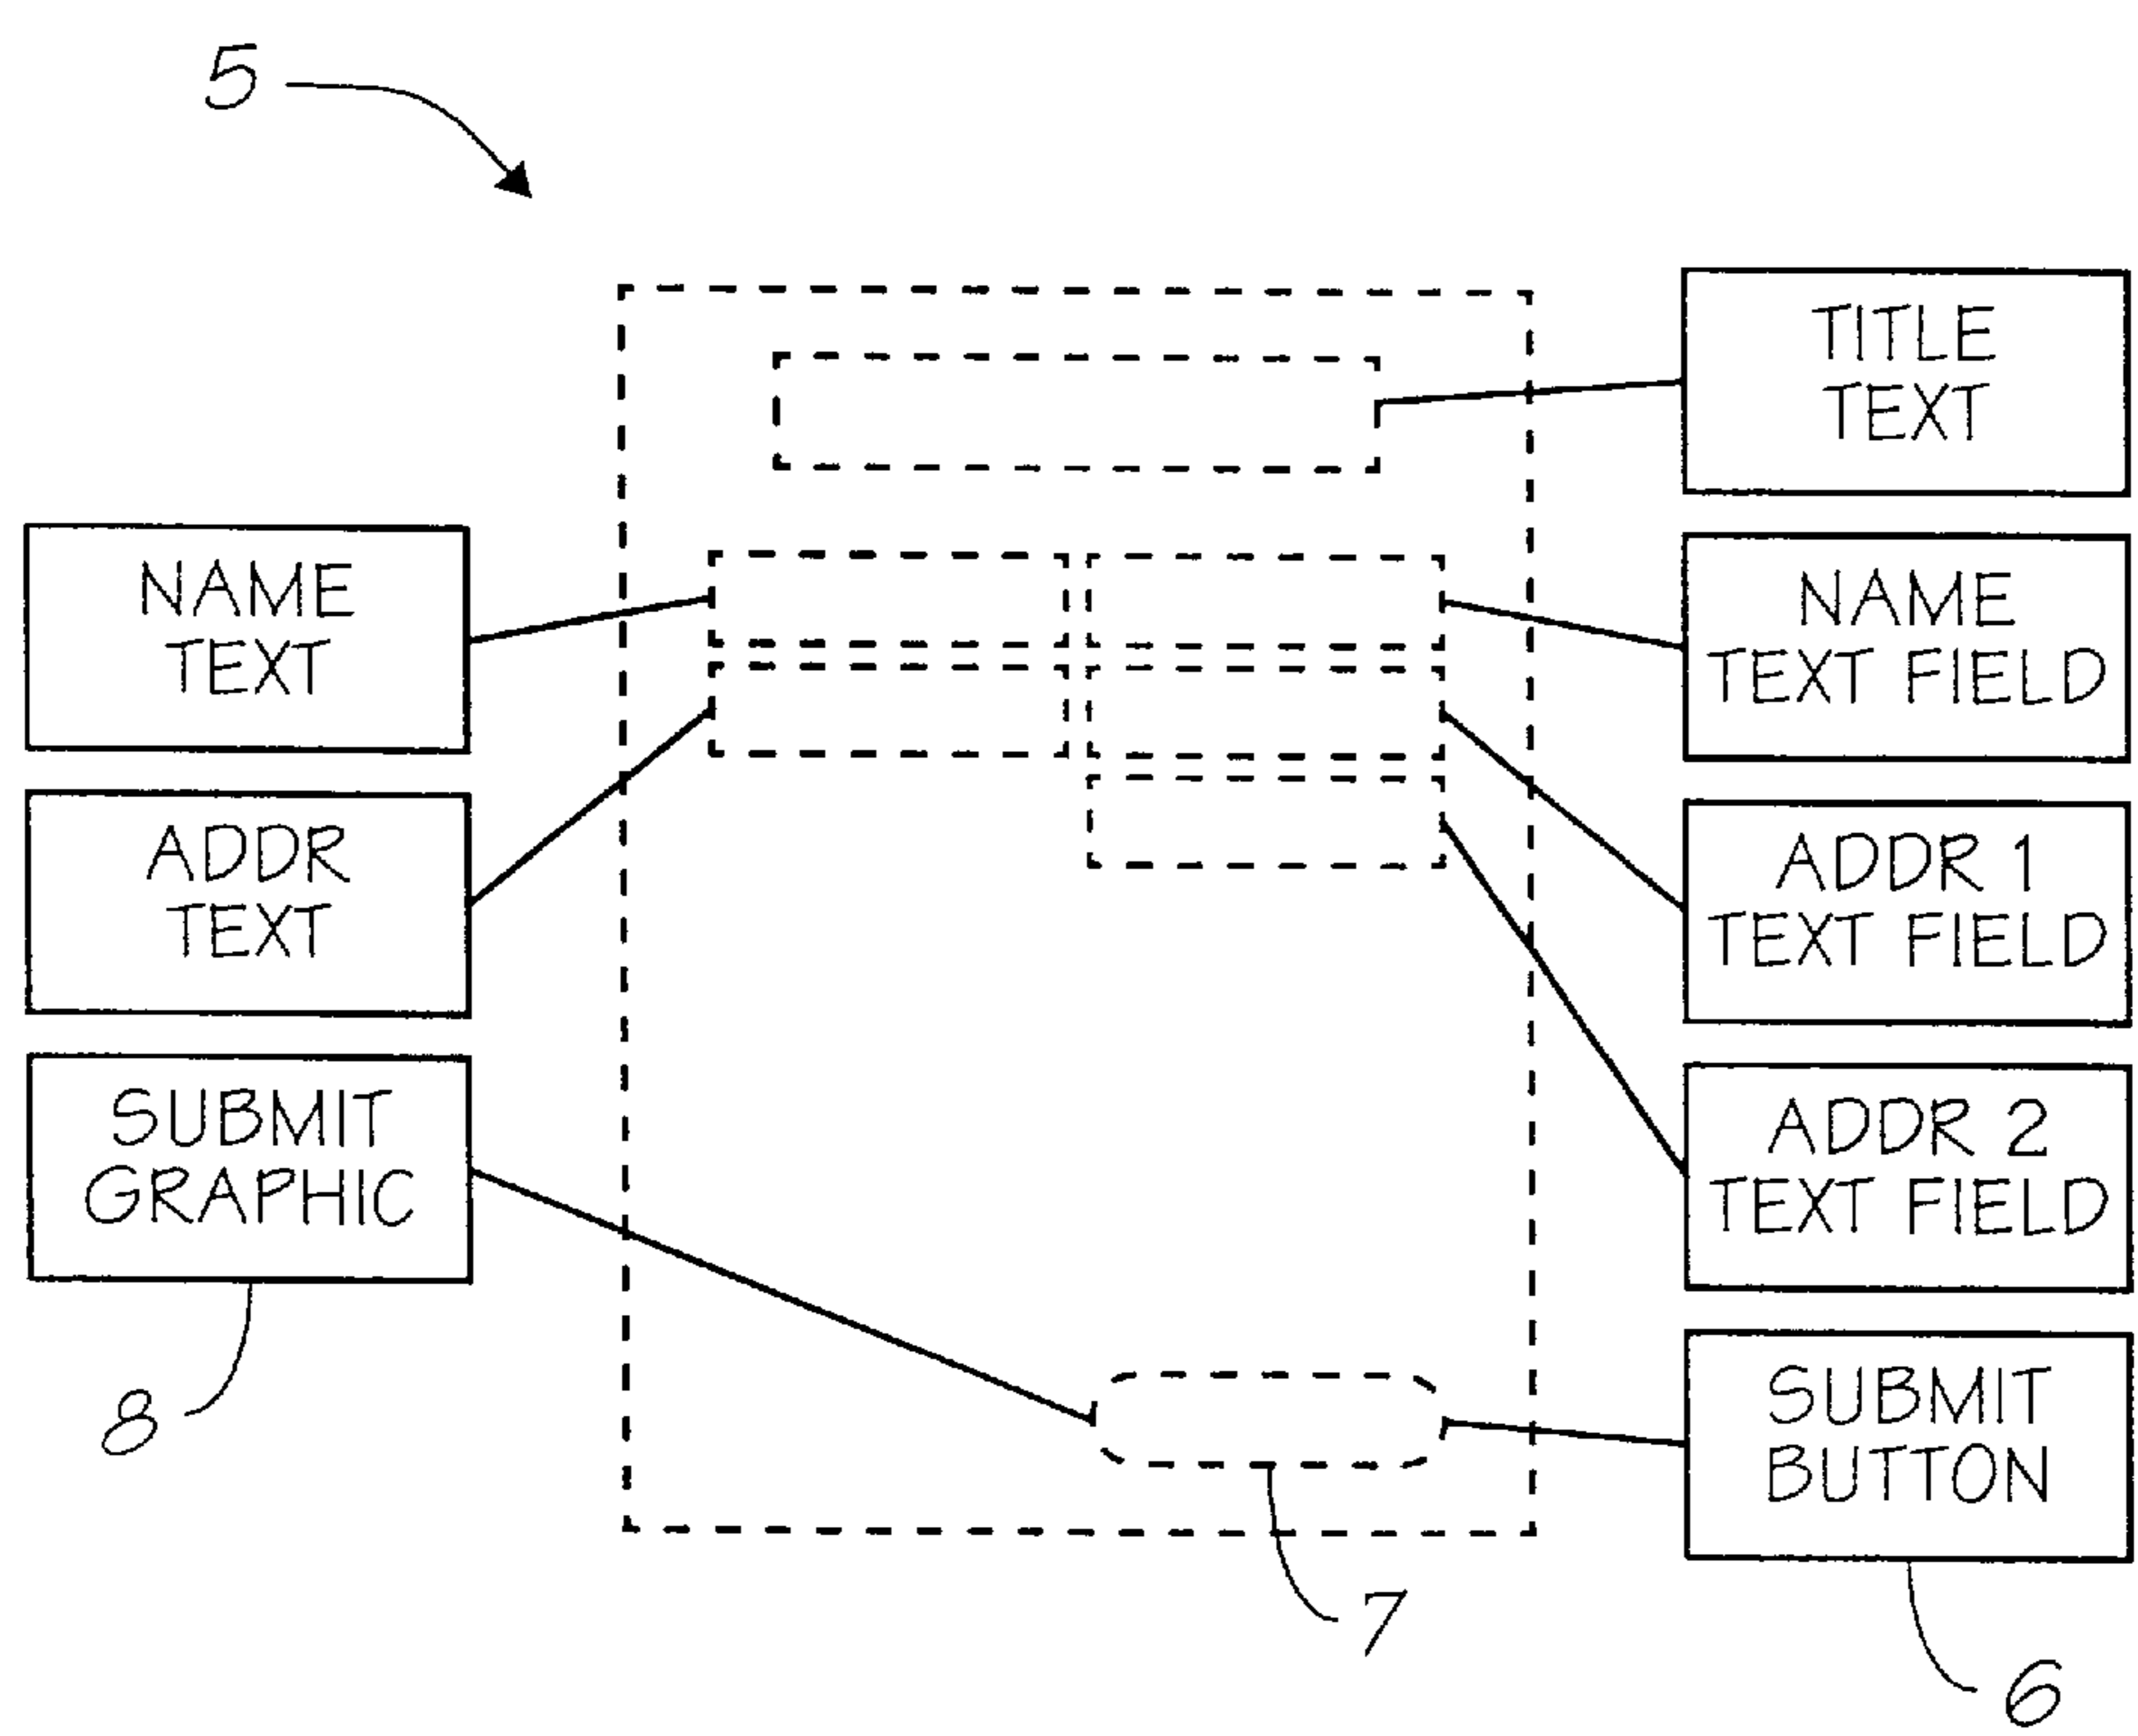 5
TITLE
TEXT
NAME
TEXT
NAME
TEXT FIELD
ADDR
TEXT
ADDR 1
TEXT FIELD
SUBMIT
GRAPHIC
ADDR 2
TEXT FIELD
SUBMIT
BUTTON
8
7
6